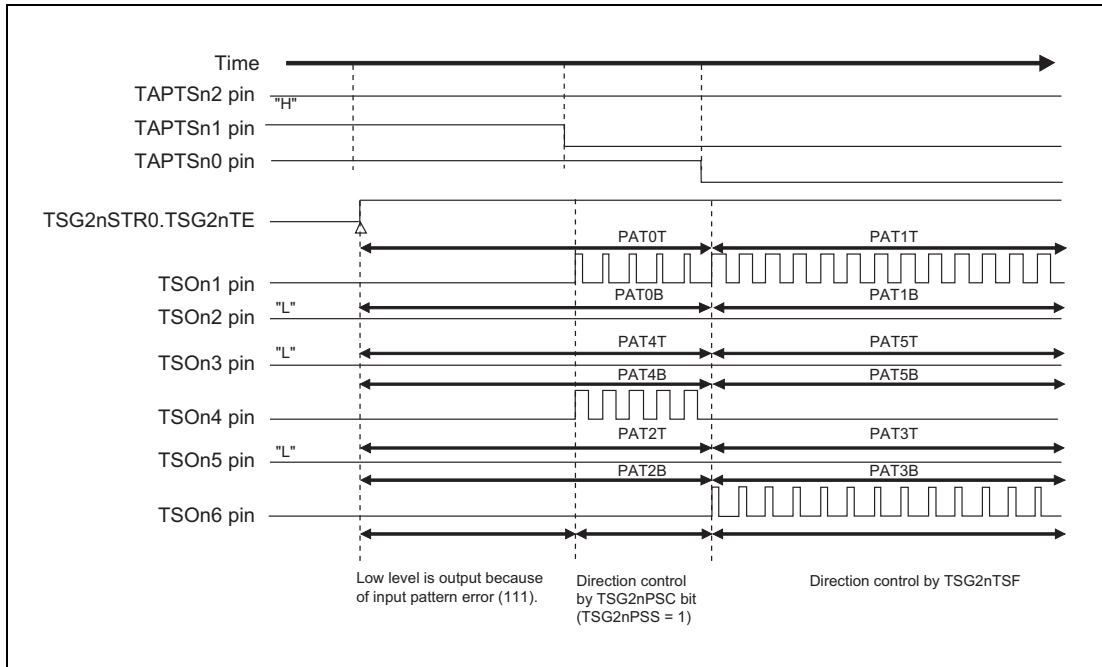 Time
TAPTSn2 pin "H"
TAPTSn1 pin
TAPTSn0 pin
TSG2nSTR0.TSG2nTE
PAT0T PAT1T
TSOn1 pin
PAT0B PAT1B
TSOn2 pin "L"
PAT4T PAT5T
TSOn3 pin "L"
PAT4B PAT5B
TSOn4 pin
PAT2T PAT3T
TSOn5 pin "L"
PAT2B PAT3B
TSOn6 pin
Low level is output because
of input pattern error (111).
Direction control
by TSG2nPSC bit
(TSG2nPSS = 1)
Direction control by TSG2nTSF